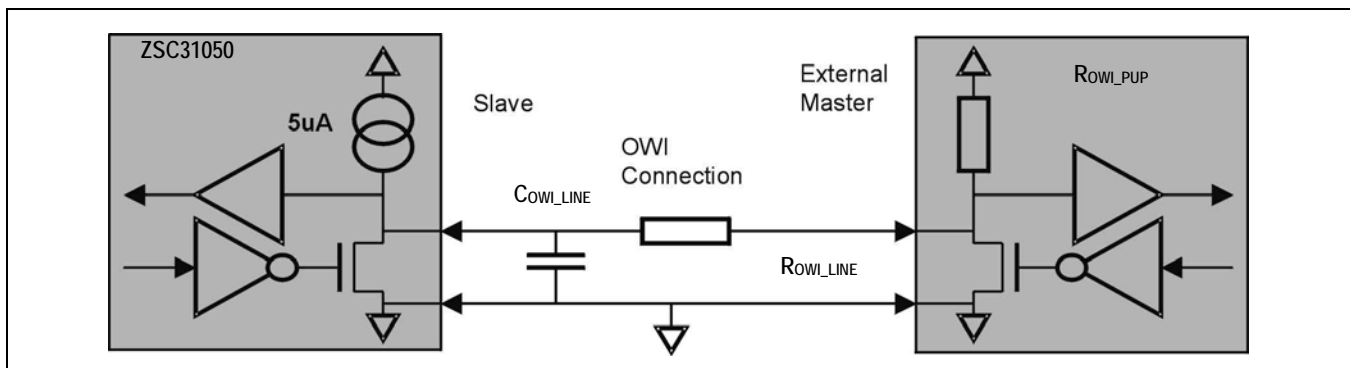 ZSC31050
5uA
Slave
COWI_LINE
OWI
Connection
ROWI_LINE
External
Master
ROWI_PUP